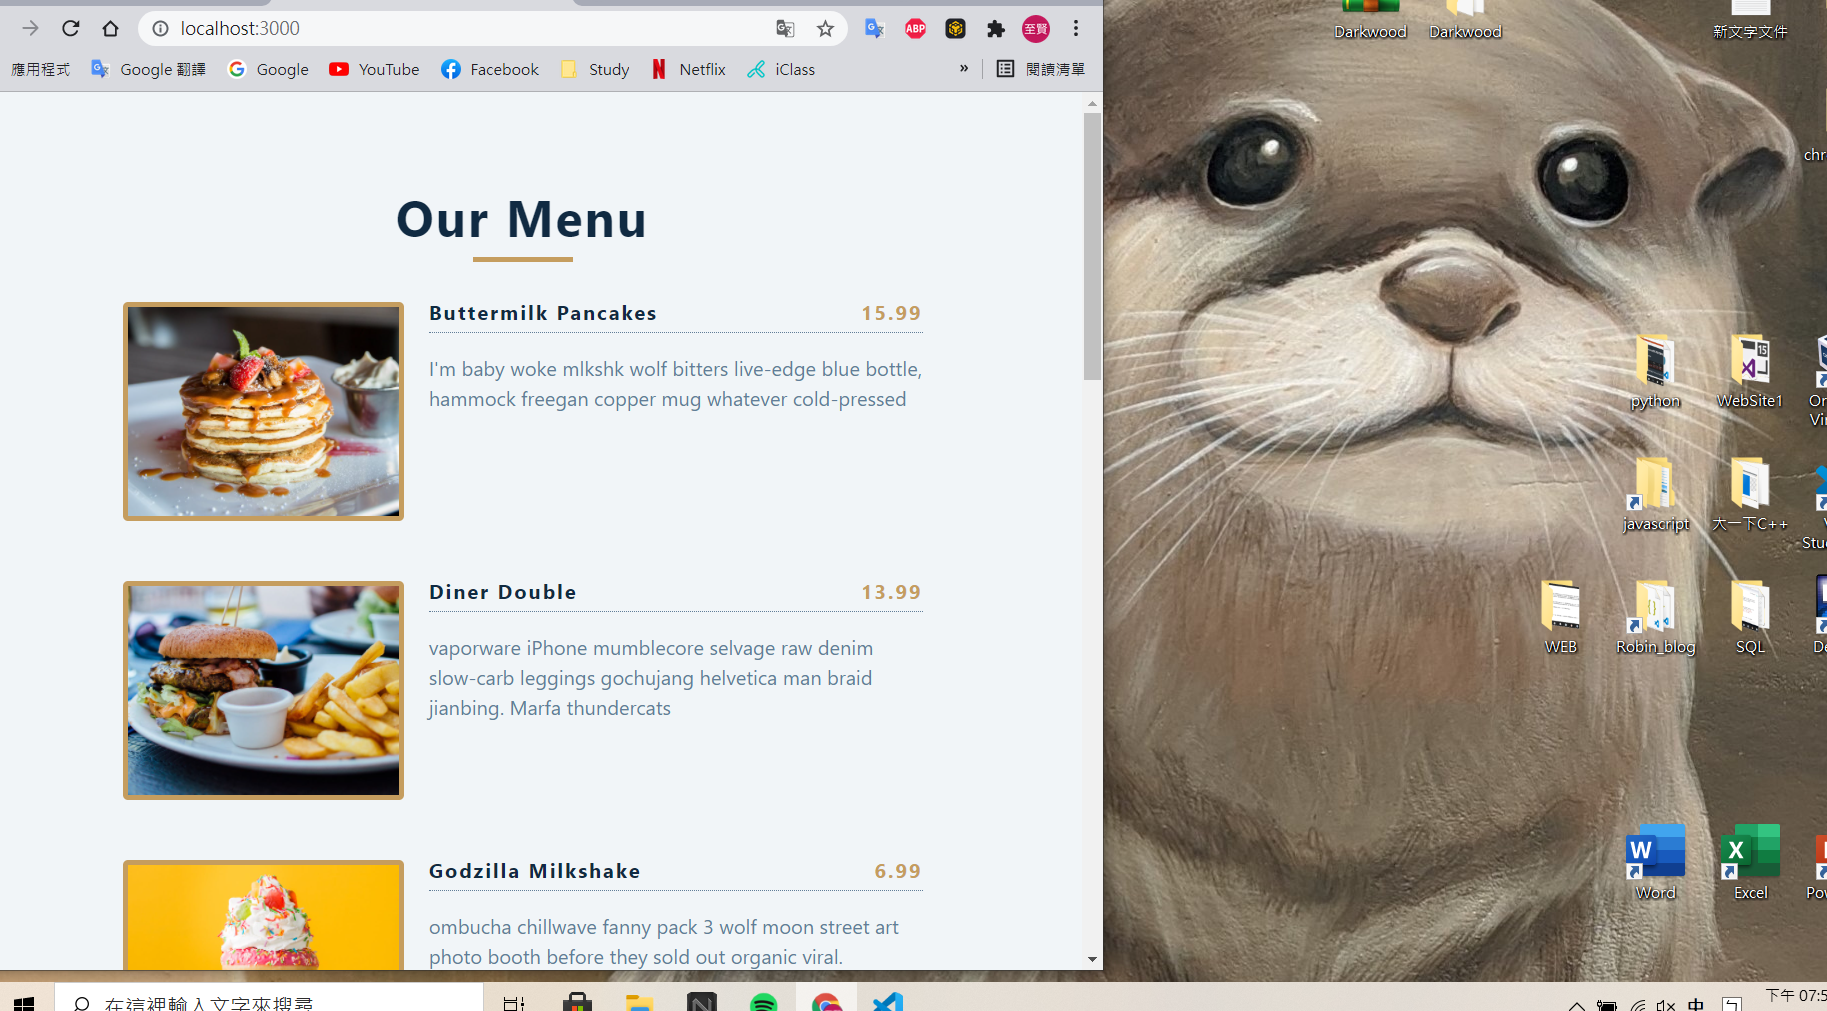 localhost:3000
ABP
至賢
應用程式
Google 翻譯
Google
YouTube
Facebook
Study
Netflix
iClass
»
閱讀清單
Our Menu
Buttermilk Pancakes 15.99
I'm baby woke mlkshk wolf bitters live-edge blue bottle,
hammock freegan copper mug whatever cold-pressed
Diner Double 13.99
vaporware iPhone mumblecore selvage raw denim
slow-carb leggings gochujang helvetica man braid
jianbing. Marfa thundercats
Godzilla Milkshake 6.99
ombucha chillwave fanny pack 3 wolf moon street art
photo booth before they sold out organic viral.
Darkwood
Darkwood
新文字文件
chr
python
WebSite1
Vi
javascript
大一下C++
Stu
WEB
Robin_blog
SQL
De
Word
Excel
Po
在這裡輸入文字來搜尋
中
ㄅ
下午 07:5